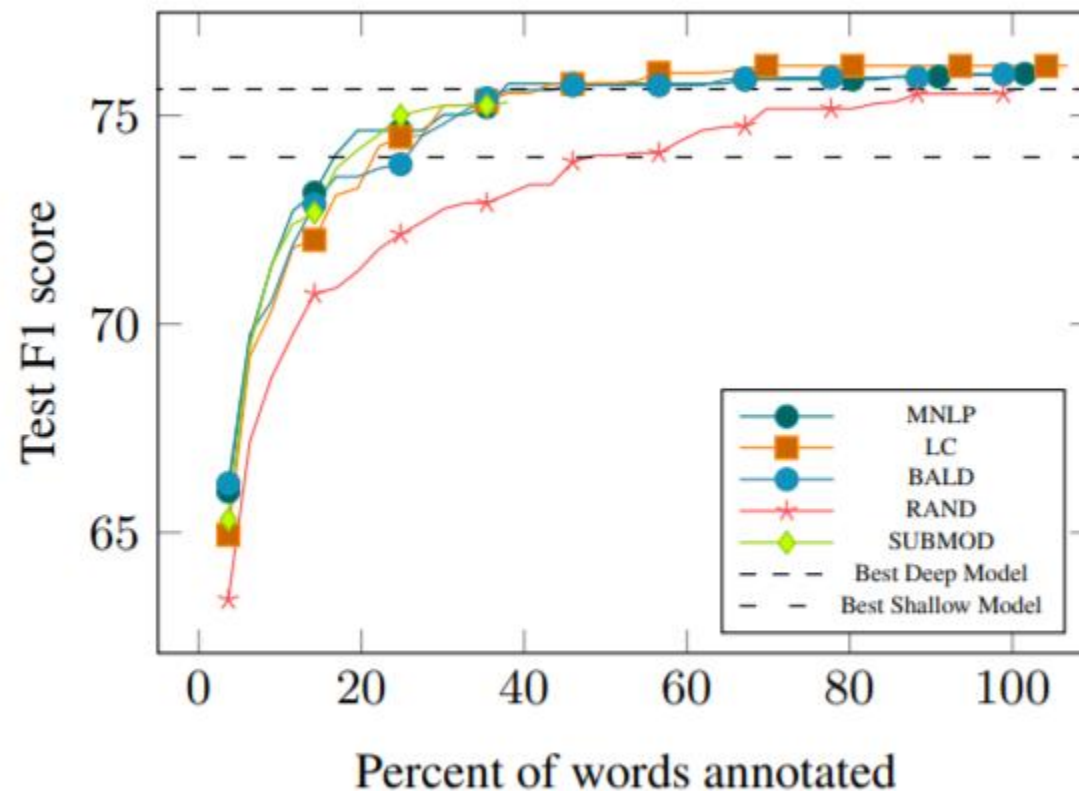 75
70
65
Test F1 score
MNLP
LC
BALD
RAND
SUBMOD
Best Deep Model
Best Shallow Model
0 20 40 60 80 100
Percent of words annotated